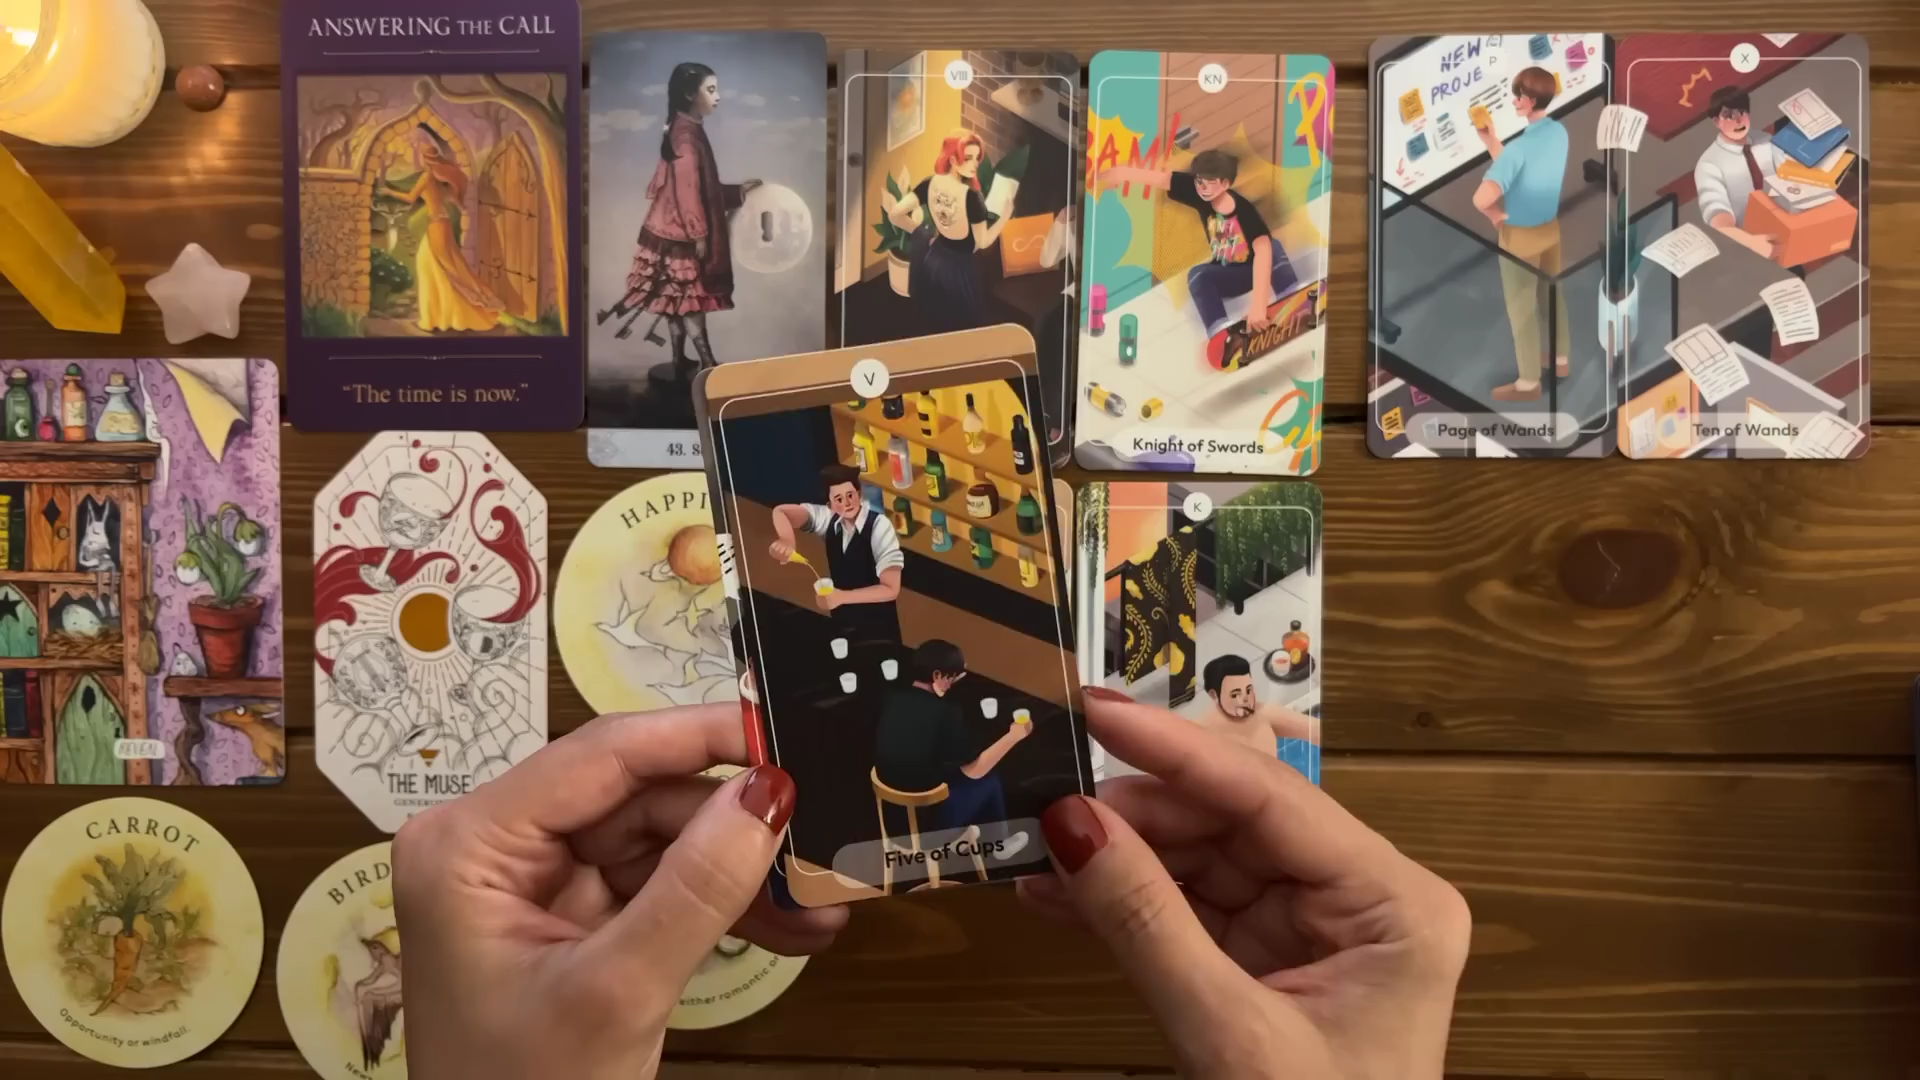 ANSWERING THE CALL
"The time is now."
43.
VIII
KN
BAM!
KNIGHT
Knight of Swords
NEW
PROJE
P
Page of Wands
X
Ten of Wands
V
Five of Cups
K
HAPPI
THE MUSE
CARROT
Opportunity or windfall.
BIRD
either romantic or